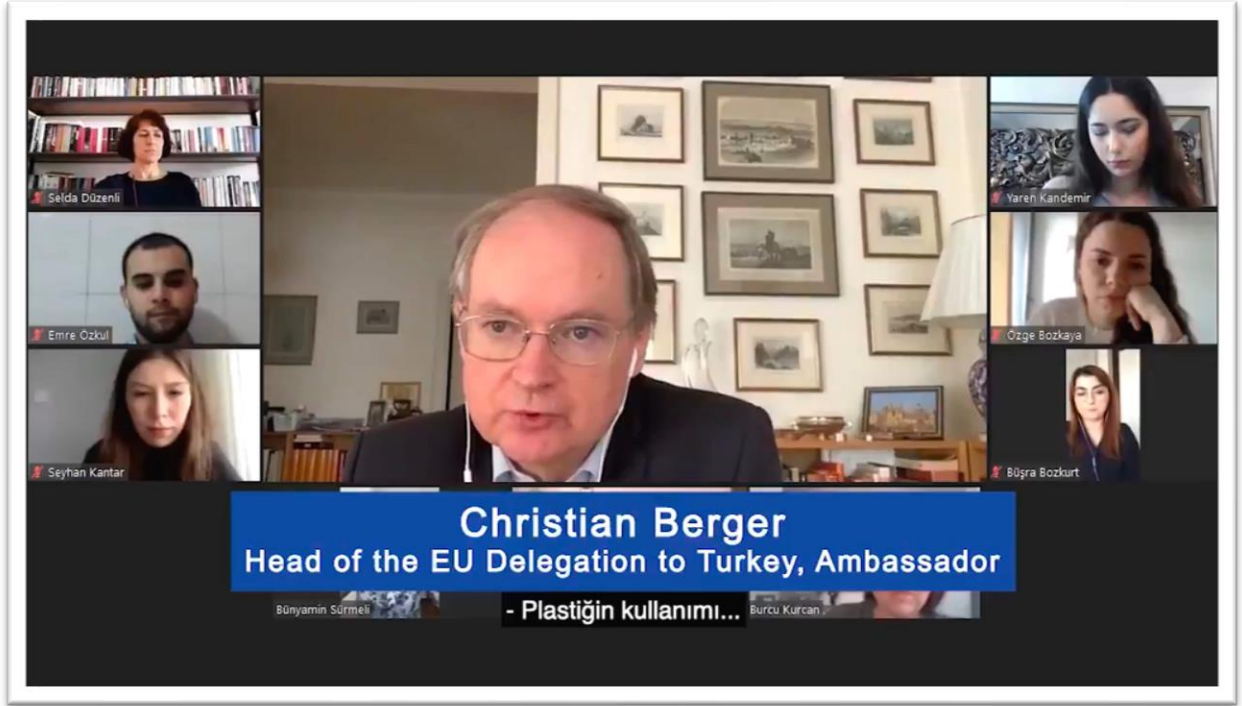 Selda Düzenli
Yaren Kandemir
Emre Özkul
Özge Bozkaya
Seyhan Kantar
Büşra Bozkurt
Christian Berger
Head of the EU Delegation to Turkey, Ambassador
Bünyamin Sürmeli
- Plastiğin kullanımı...
Burcu Kurcan